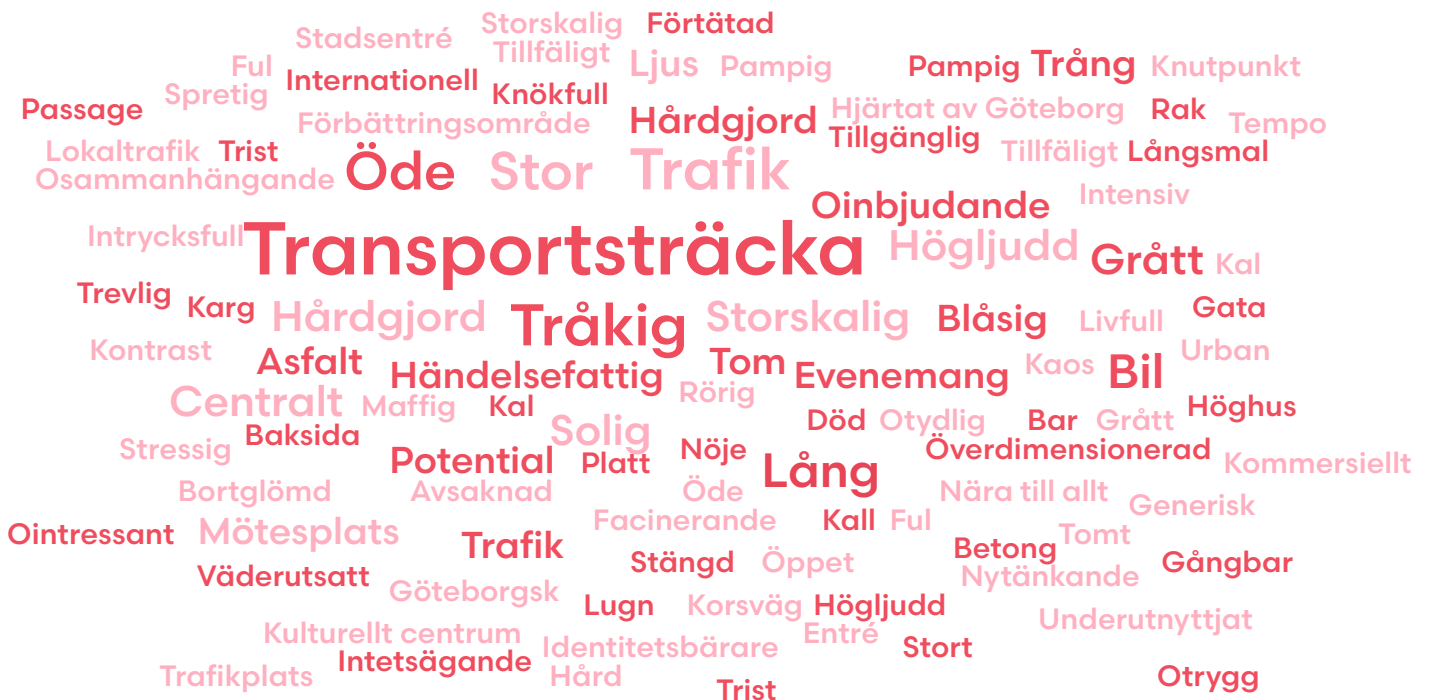 Storskalig Förtätad
Stadsentré Tillfäligt
Ful Internationell Ljus Pampig Pampig Trång Knutpunkt
Passage Spretig Knökfull
Förbättringsområde Hårdgjord Hjärtat av Göteborg Rak Tempo
Lokaltrafik Trist Tillgänglig Tillfäligt Långsmal
Osammanhängande Öde Stor Trafik
Oinbjudande Intensiv
Intrycksfull Transportsträcka Högljudd Grått Kal
Trevlig Karg Hårdgjord Tråkig Storskalig Blåsig Livfull Gata
Kontrast Asfalt Händelsefattig Tom Evenemang Kaos Bil Urban
Centralt Maffig Kal Rörig
Död Otydlig Bar Grått Höghus
Stressig Baksida Solig
Potential Platt Nöje Lång Överdimensionerad Kommersiellt
Bortglömd Avsaknad Öde Nära till allt Generisk
Ointressant Mötesplats Trafik Facinerande Kall Ful
Betong Tomt
Väderutsatt Stängd Öppet Nytänkande Gångbar
Göteborgsk Lugn Korsväg Högljudd Underutnyttjat
Kulturellt centrum Identitetsbärare Entré Stort
Trafikplats Intetsägande Hård Trist Otrygg